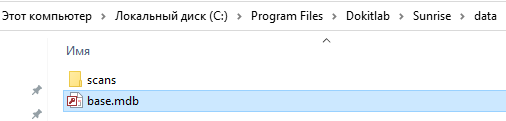 Этот компьютер > Локальный диск (C:) > Program Files > Dokitlab > Sunrise > data
Имя
scans
base.mdb